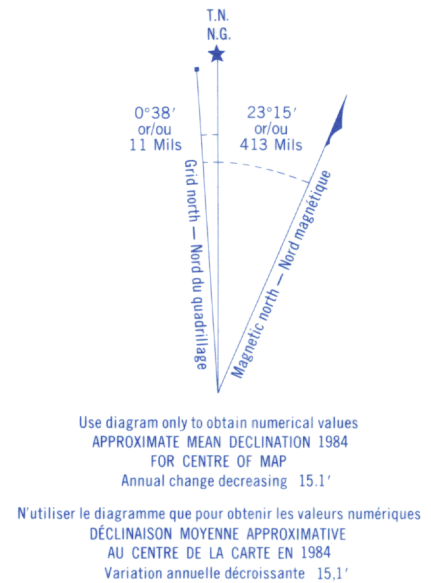 T.N.
N.G.
0°38′
or/ou
11 Mils
23°15′
or/ou
413 Mils
Grid north — Nord du quadrillage
Magnetic north — Nord magnétique
Use diagram only to obtain numerical values
APPROXIMATE MEAN DECLINATION 1984
FOR CENTRE OF MAP
Annual change decreasing 15.1′
N'utiliser le diagramme que pour obtenir les valeurs numériques
DÉCLINAISON MOYENNE APPROXIMATIVE
AU CENTRE DE LA CARTE EN 1984
Variation annuelle décroissante 15,1′